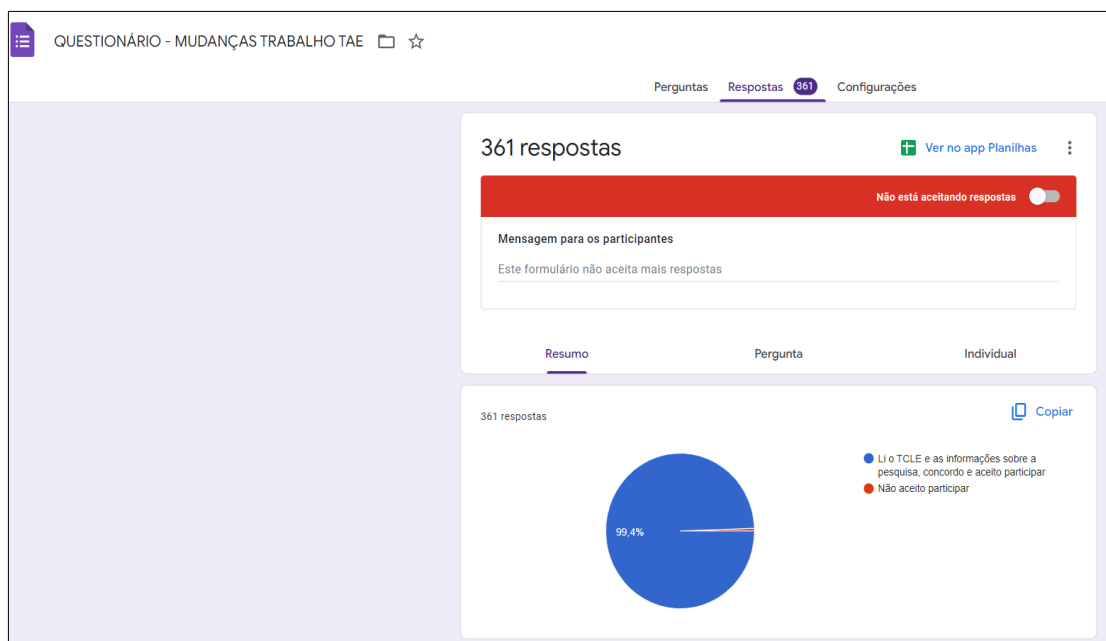 QUESTIONÁRIO - MUDANÇAS TRABALHO TAE
Perguntas Respostas 361 Configurações
361 respostas
Ver no app Planilhas
Não está aceitando respostas
Mensagem para os participantes
Este formulário não aceita mais respostas
Resumo Pergunta Individual
361 respostas
Copiar
Li o TCLE e as informações sobre a
pesquisa, concordo e aceito participar
Não aceito participar
99,4%